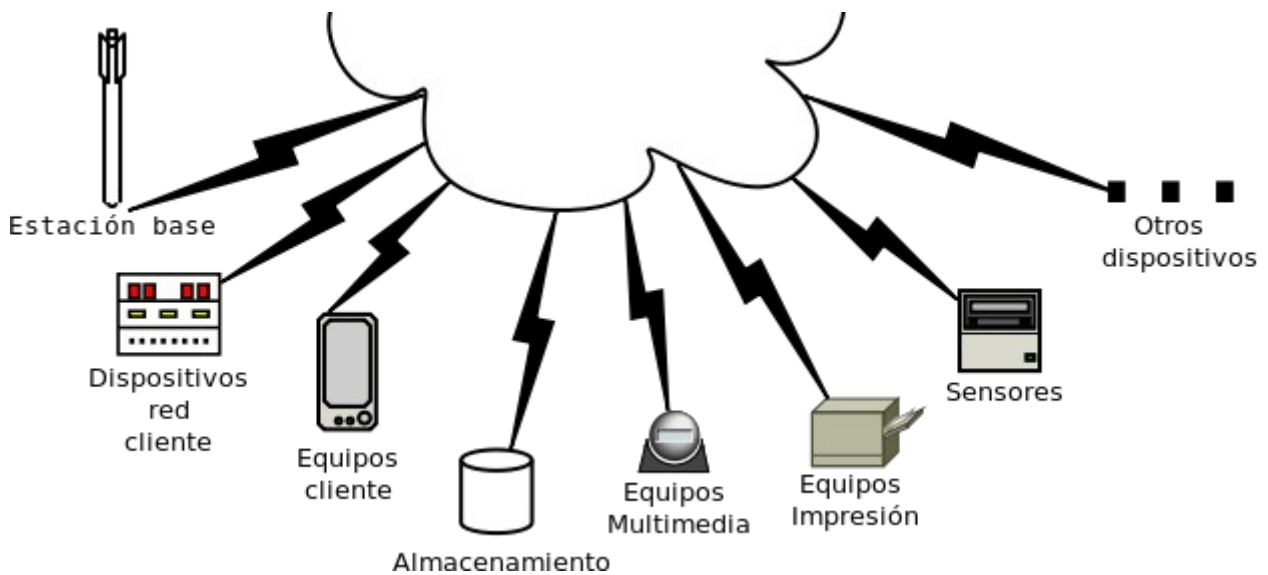 Estación base
Otros
dispositivos
Dispositivos
red
cliente
Sensores
Equipos
cliente
Equipos
Multimedia
Equipos
Impresión
Almacenamiento